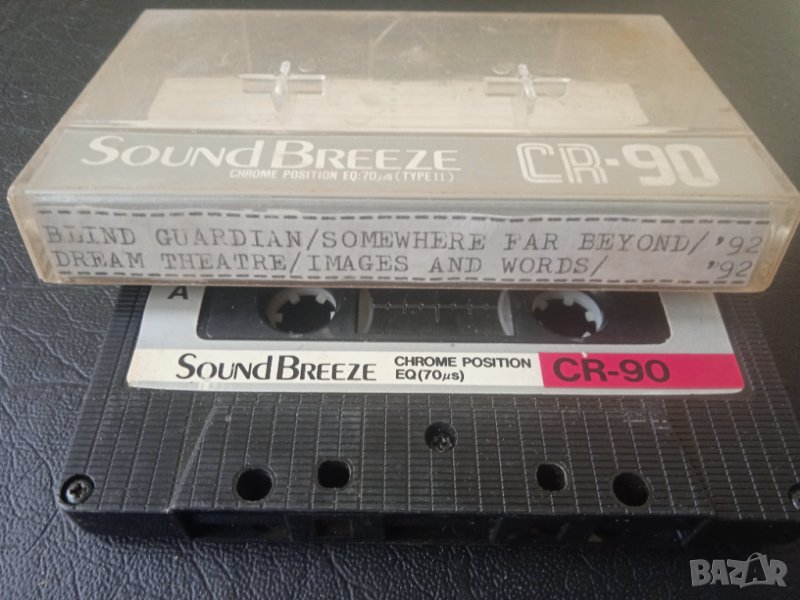 SOUND BREEZE CR-90
CHROME POSITION EQ:70μs(TYPE II)
BLIND GUARDIAN/SOMEWHERE FAR BEYOND/'92
DREAM THEATRE/IMAGES AND WORDS/ '92
A
SOUND BREEZE CHROME POSITION CR-90
EQ(70μs)
BAZAR